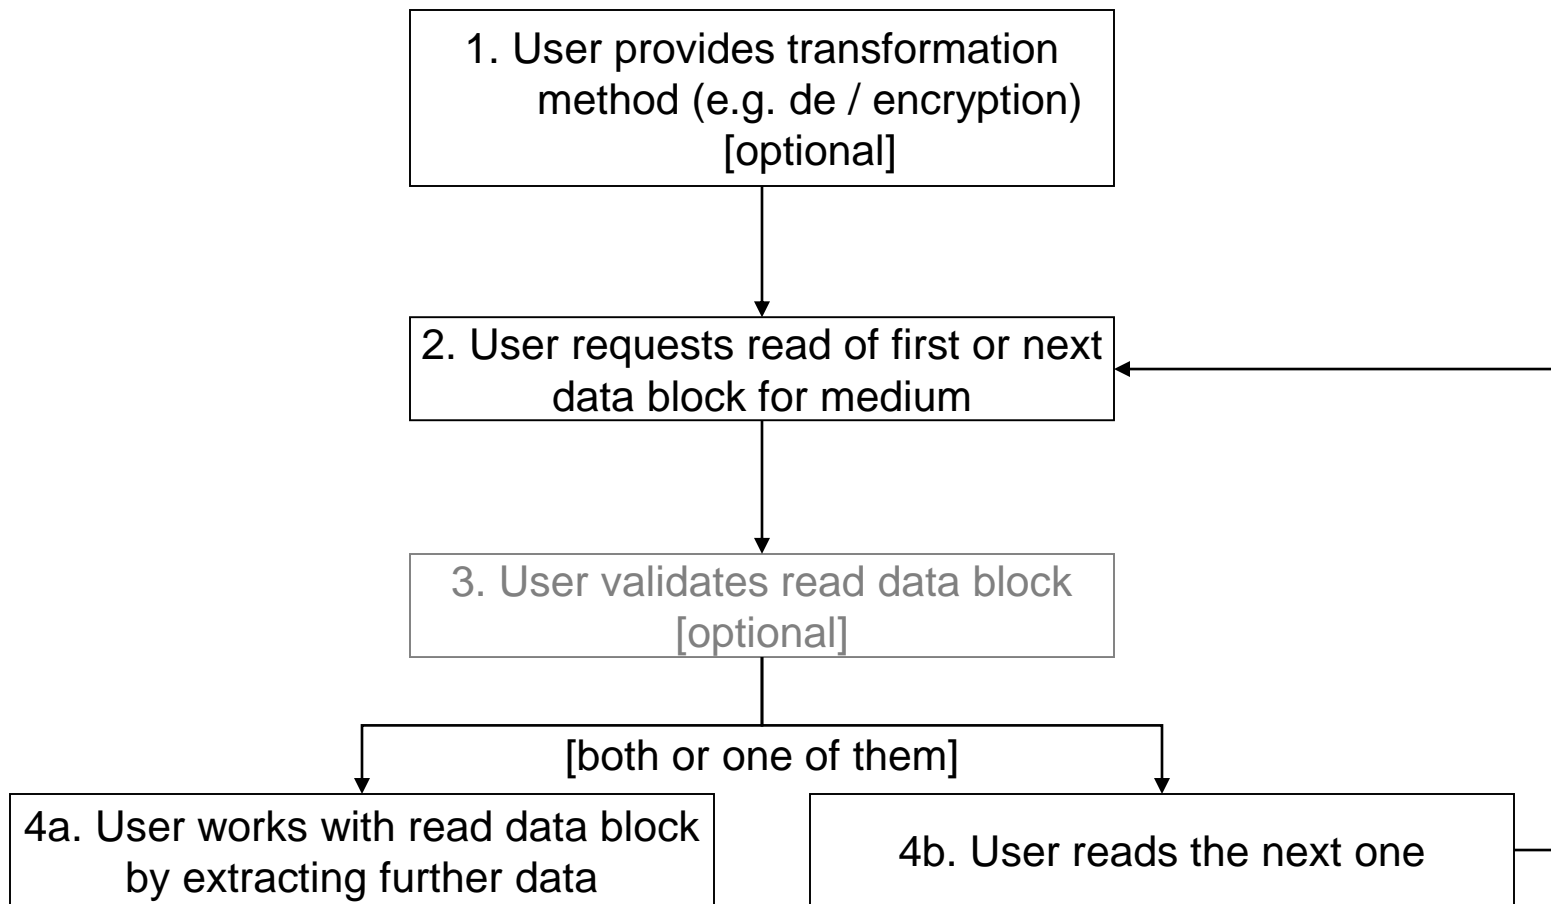 1. User provides transformation
method (e.g. de / encryption)
[optional]
2. User requests read of first or next
data block for medium
3. User validates read data block
[optional]
[both or one of them]
4a. User works with read data block
by extracting further data
4b. User reads the next one